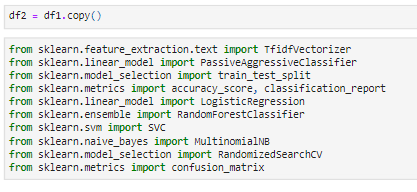 df2 = df1.copy()
from sklearn.feature_extraction.text import TfidfVectorizer
from sklearn.linear_model import PassiveAggressiveClassifier
from sklearn.model_selection import train_test_split
from sklearn.metrics import accuracy_score, classification_report
from sklearn.linear_model import LogisticRegression
from sklearn.ensemble import RandomForestClassifier
from sklearn.svm import SVC
from sklearn.naive_bayes import MultinomialNB
from sklearn.model_selection import RandomizedSearchCV
from sklearn.metrics import confusion_matrix